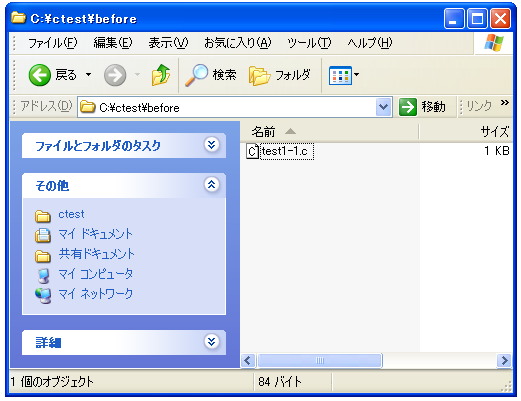 C:¥ctest¥before
ファイル(F) 編集(E) 表示(V) お気に入り(A) ツール(T) ヘルプ(H)
戻る 検索 フォルダ
アドレス(D) C:¥ctest¥before 移動 リンク »
ファイルとフォルダのタスク
その他
ctest
マイ ドキュメント
共有ドキュメント
マイ コンピュータ
マイ ネットワーク
詳細
名前 サイズ
test1-1.c 1 KB
1 個のオブジェクト 84 バイト